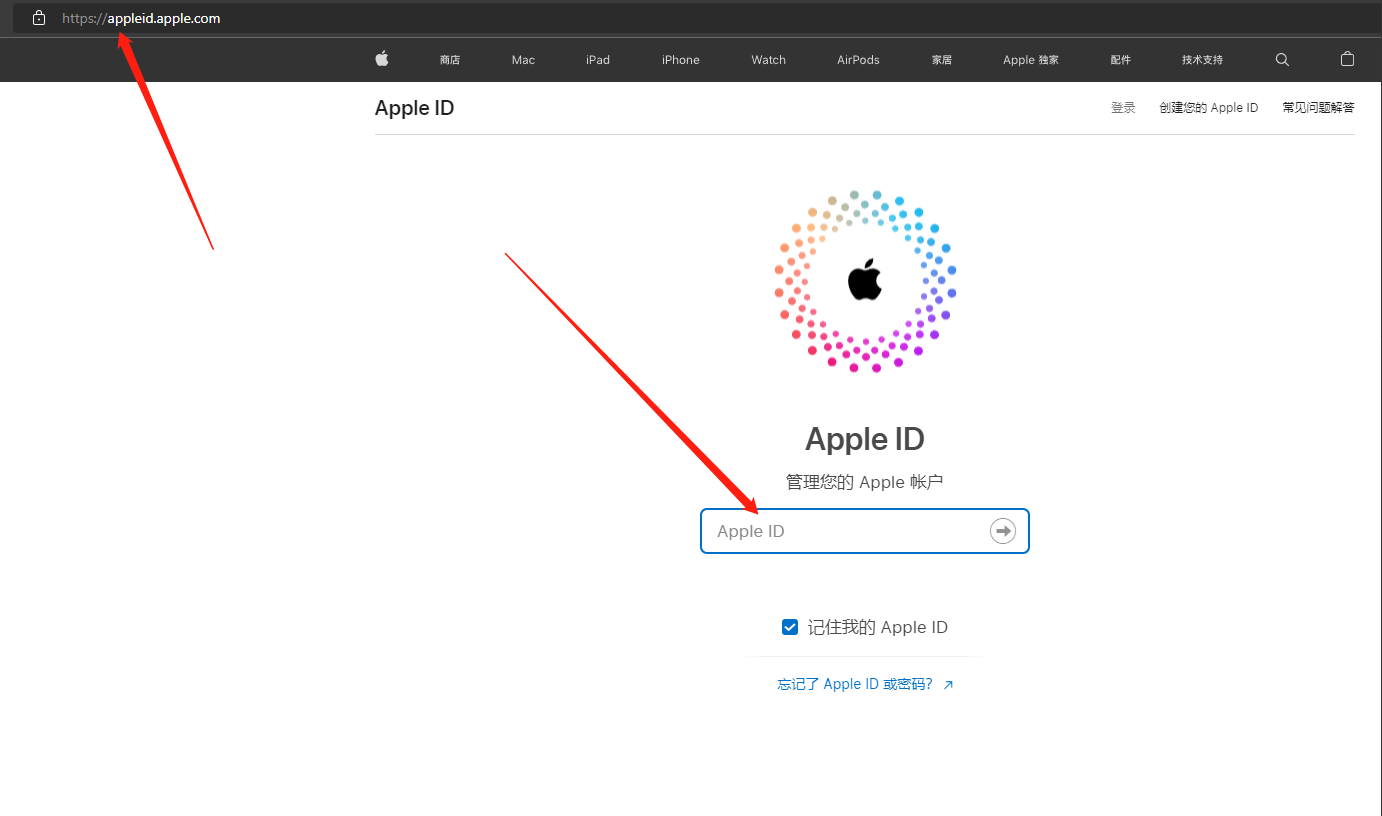 https://appleid.apple.com
商店 Mac iPad iPhone Watch AirPods 家居 Apple 独家 配件 技术支持
Apple ID 登录 创建您的 Apple ID 常见问题解答
Apple ID
管理您的 Apple 帐户
Apple ID
记住我的 Apple ID
忘记了 Apple ID 或密码?